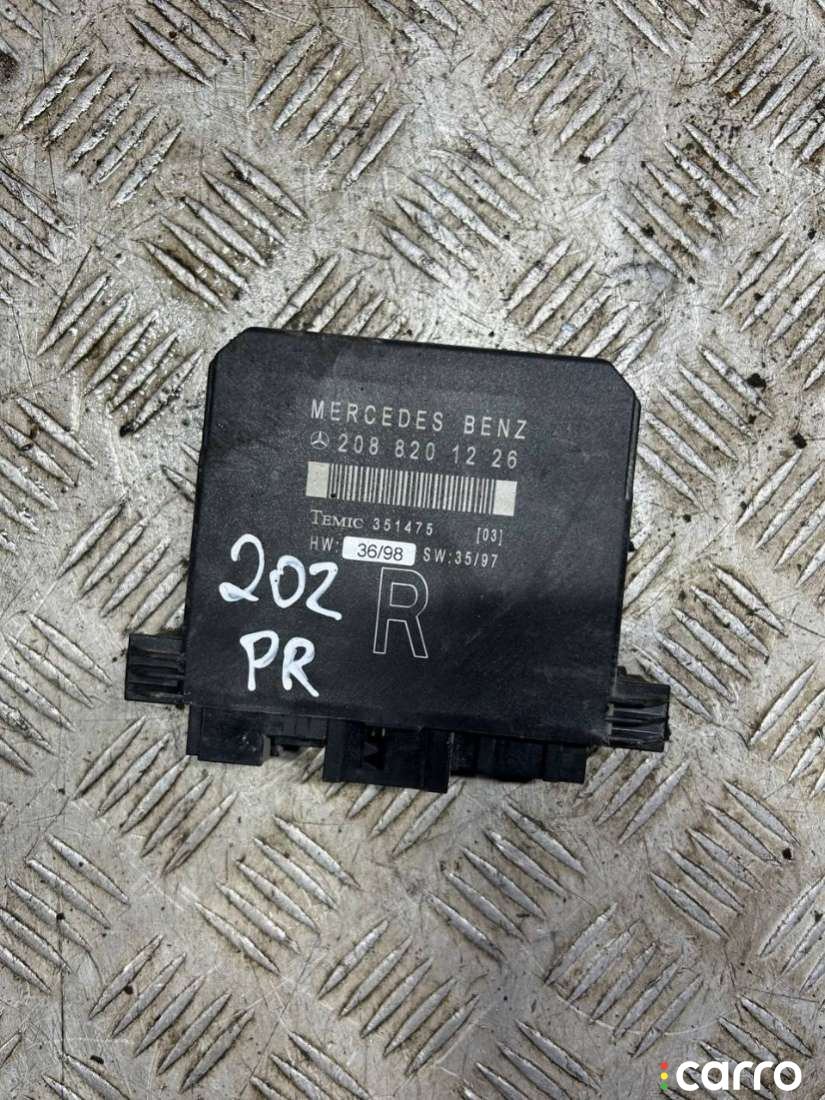 MERCEDES BENZ
208 820 12 26
TEMIC 351475 [03]
HW: 36/98 SW:35/97
R
202
PR
carro